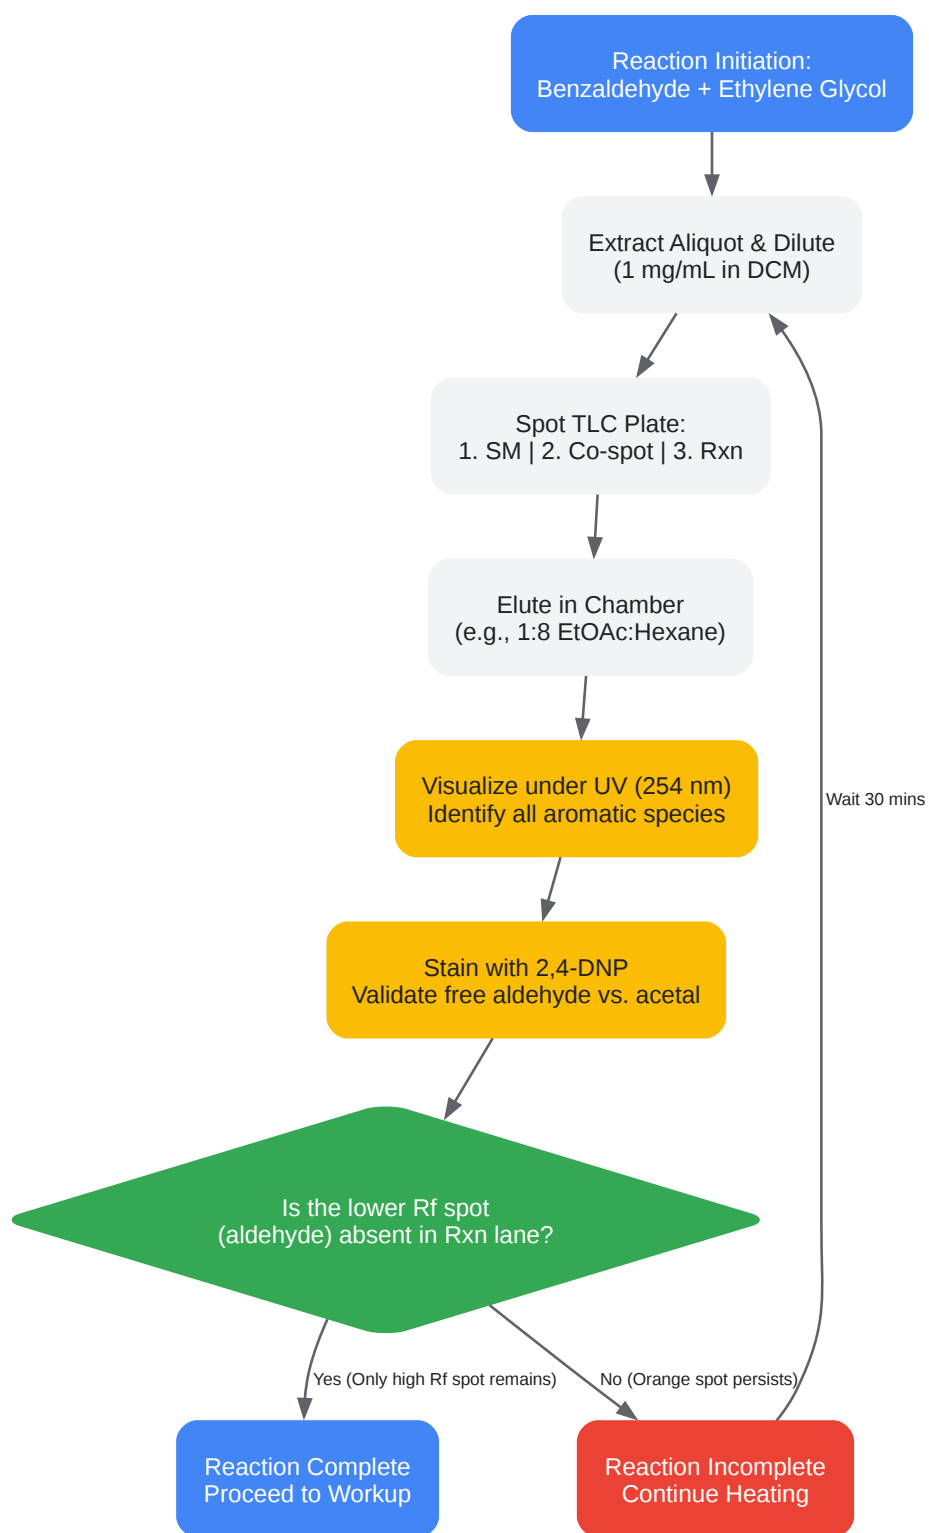 Reaction Initiation:
Benzaldehyde + Ethylene Glycol
Extract Aliquot & Dilute
(1 mg/mL in DCM)
Spot TLC Plate:
1. SM | 2. Co-spot | 3. Rxn
Elute in Chamber
(e.g., 1:8 EtOAc:Hexane)
Visualize under UV (254 nm)
Identify all aromatic species
Wait 30 mins
Stain with 2,4-DNP
Validate free aldehyde vs. acetal
Is the lower Rf spot
(aldehyde) absent in Rxn lane?
Yes (Only high Rf spot remains)
No (Orange spot persists)
Reaction Complete
Proceed to Workup
Reaction Incomplete
Continue Heating